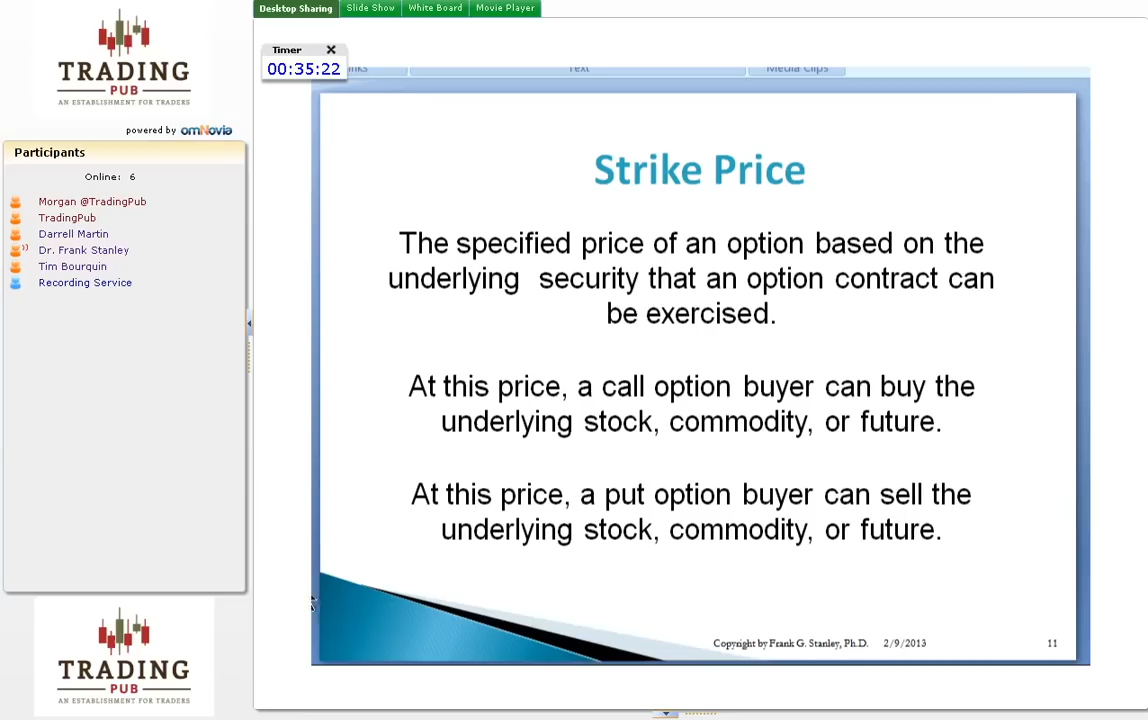 TRADING
PUB
AN ESTABLISHMENT FOR TRADERS
powered by omNovia
Participants
Online: 6
Morgan @TradingPub
TradingPub
Darrell Martin
Dr. Frank Stanley
Tim Bourquin
Recording Service
TRADING
PUB
AN ESTABLISHMENT FOR TRADERS
Desktop Sharing
Slide Show
White Board
Movie Player
Timer
00:35:22
Text
Media Clips
Strike Price
The specified price of an option based on the
underlying security that an option contract can
be exercised.
At this price, a call option buyer can buy the
underlying stock, commodity, or future.
At this price, a put option buyer can sell the
underlying stock, commodity, or future.
Copyright by Frank G. Stanley, Ph.D. 2/9/2013 11